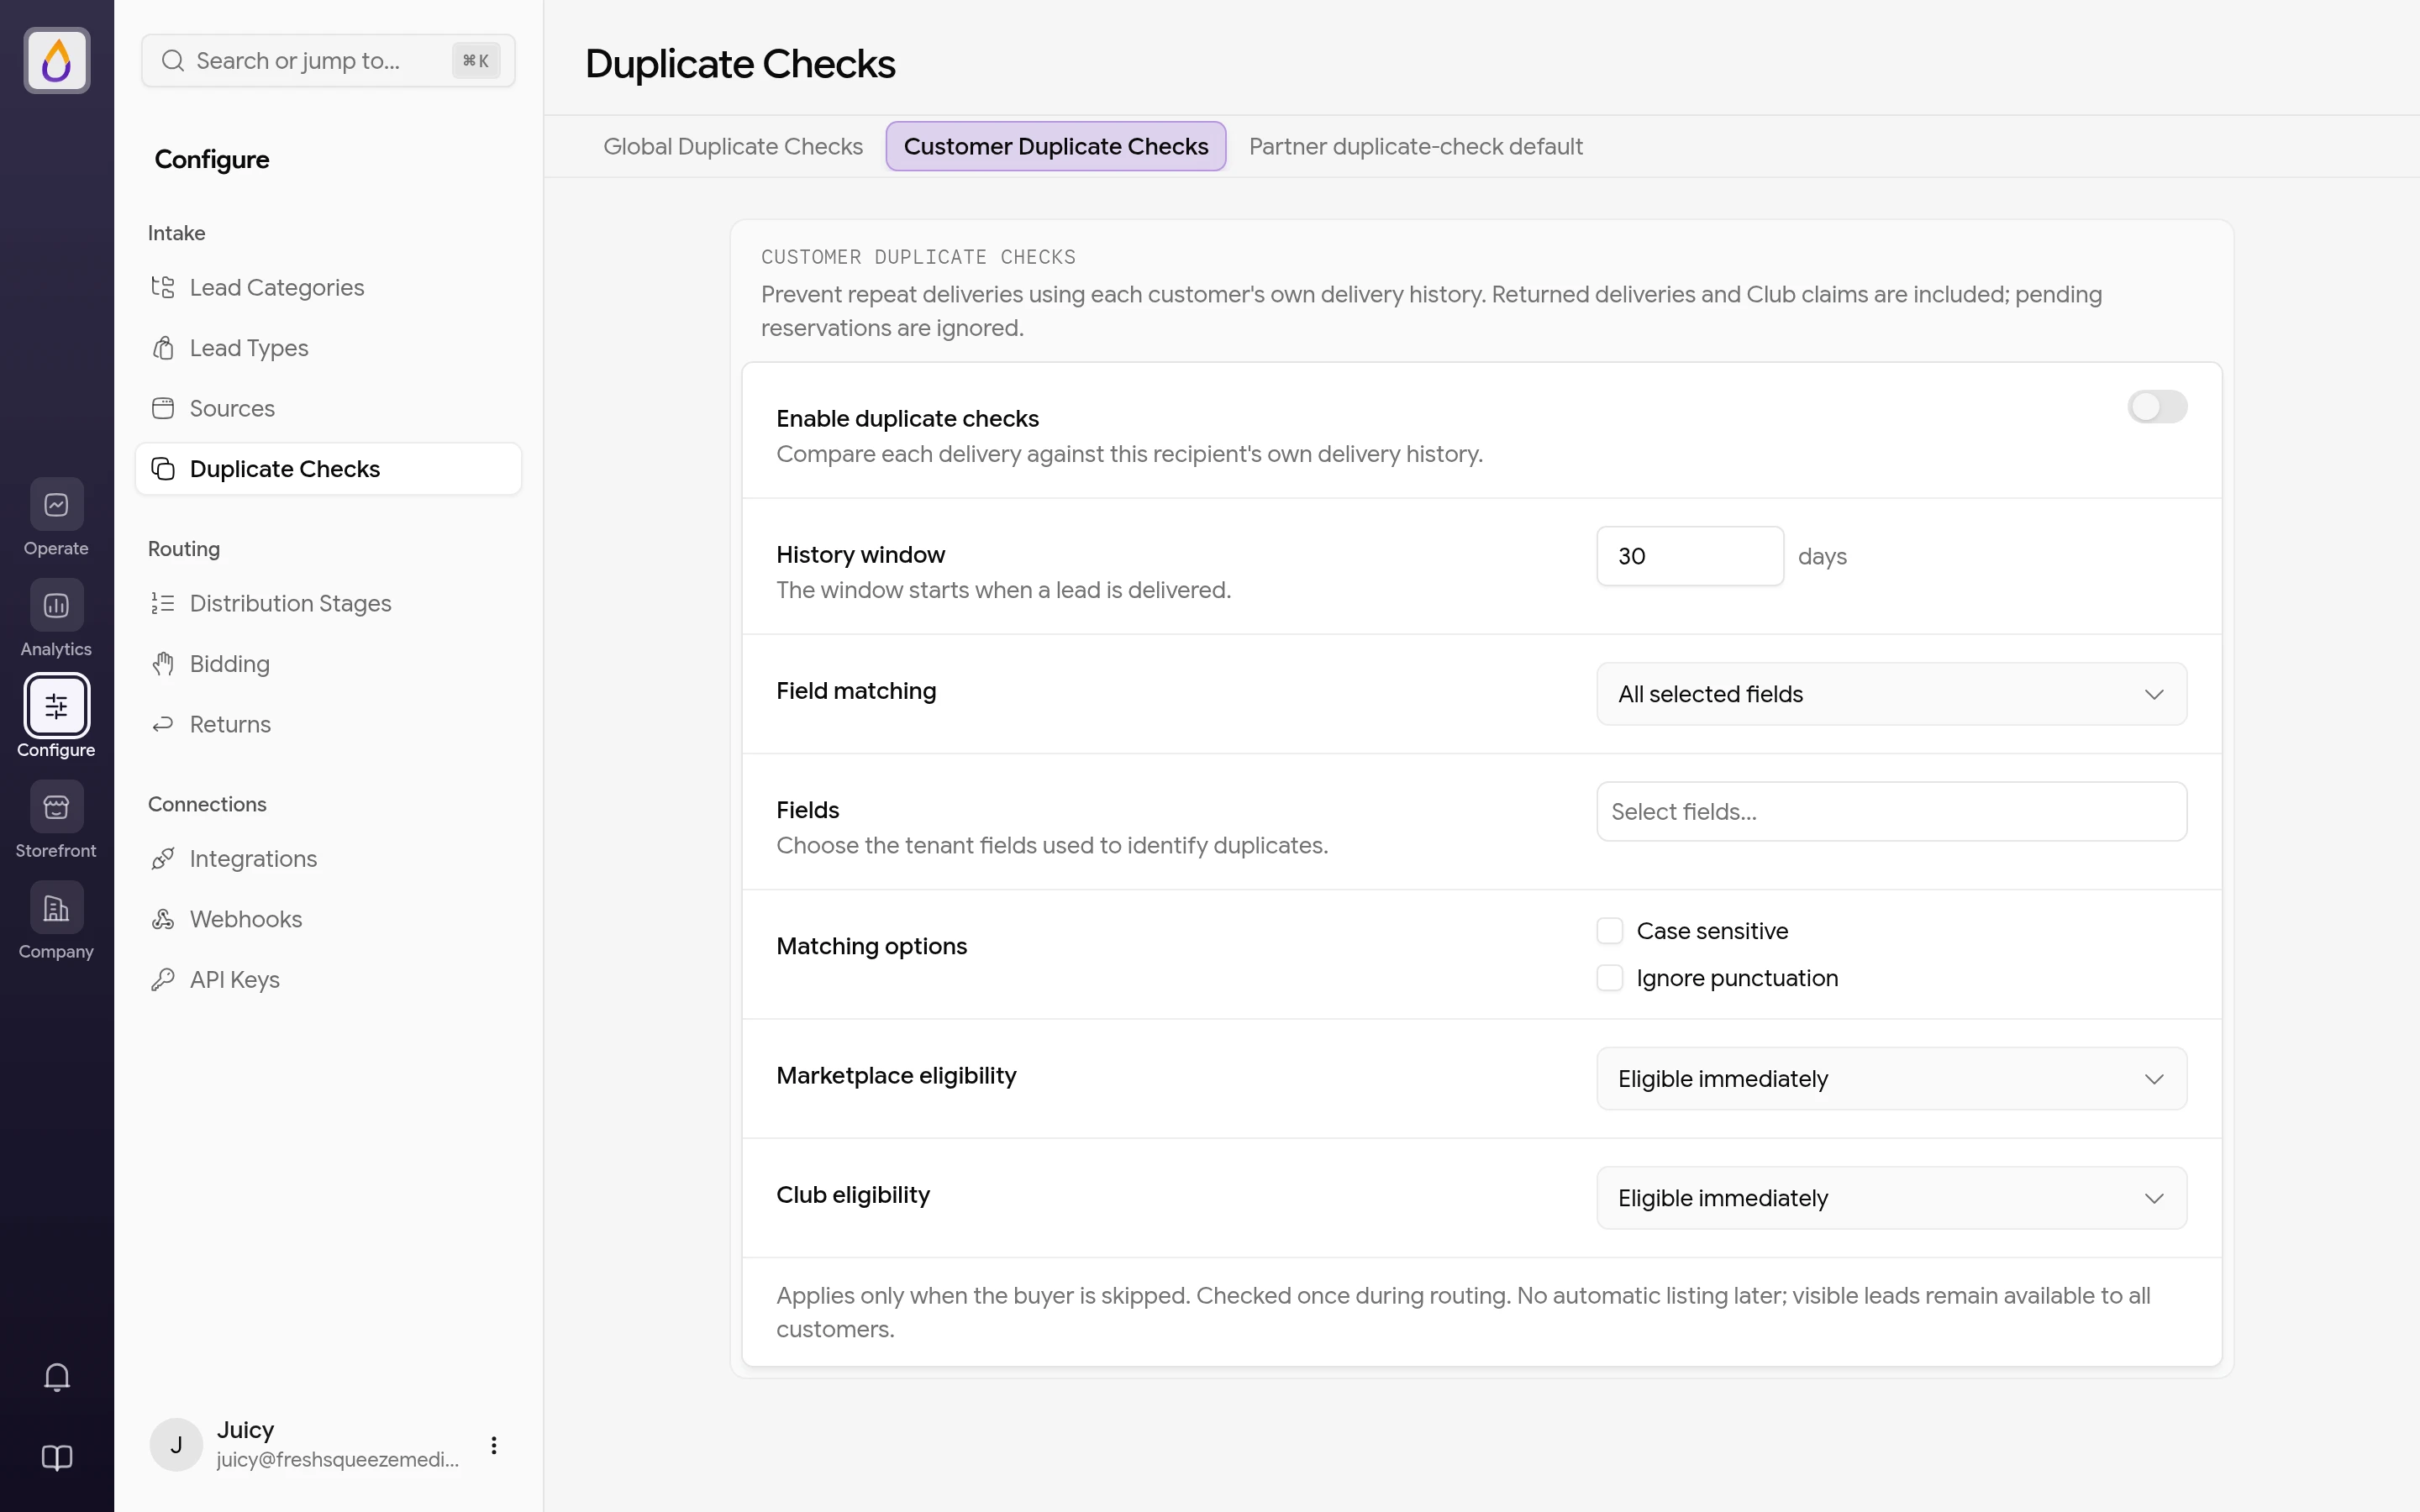 Search or jump to...
⌘K
Configure
Intake
Lead Categories
Lead Types
Sources
Duplicate Checks
Routing
Distribution Stages
Bidding
Returns
Connections
Integrations
Webhooks
API Keys
Operate
Analytics
Configure
Storefront
Company
J
Juicy
juicy@freshsqueezemedi...
Duplicate Checks
Global Duplicate Checks
Customer Duplicate Checks
Partner duplicate-check default
CUSTOMER DUPLICATE CHECKS
Prevent repeat deliveries using each customer's own delivery history. Returned deliveries and Club claims are included; pending
reservations are ignored.
Enable duplicate checks
Compare each delivery against this recipient's own delivery history.
History window
The window starts when a lead is delivered.
30
days
Field matching
All selected fields
Fields
Choose the tenant fields used to identify duplicates.
Select fields...
Matching options
Case sensitive
Ignore punctuation
Marketplace eligibility
Eligible immediately
Club eligibility
Eligible immediately
Applies only when the buyer is skipped. Checked once during routing. No automatic listing later; visible leads remain available to all
customers.